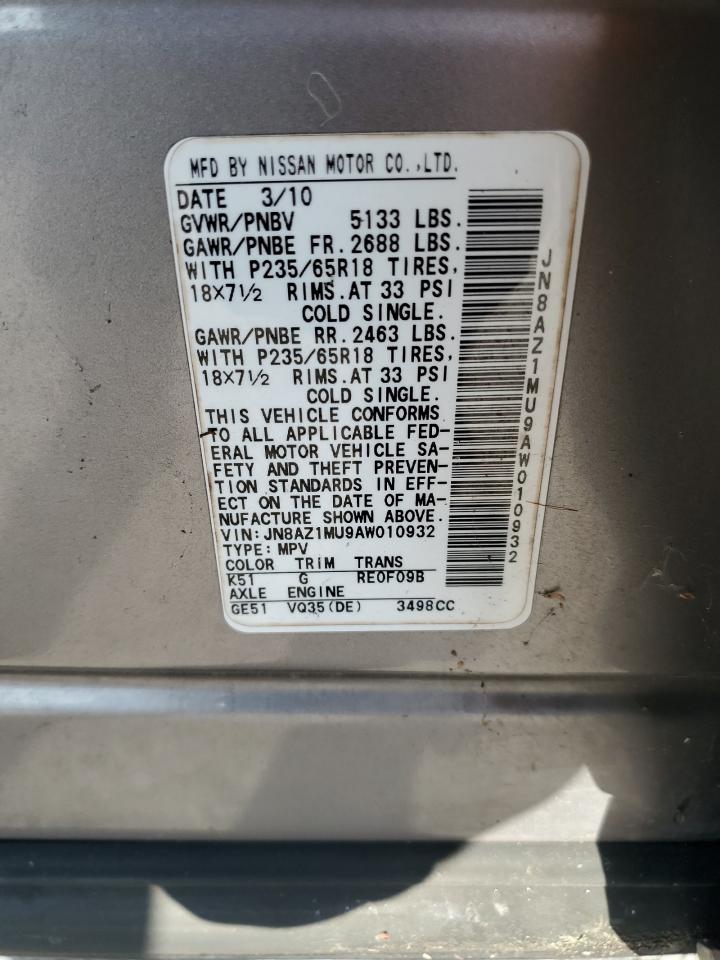 MFD BY NISSAN MOTOR CO.,LTD.
DATE 3/10
GVWR/PNBV 5133 LBS.
GAWR/PNBE FR. 2688 LBS.
WITH P235/65R18 TIRES,
18X7½ RIMS.AT 33 PSI
COLD SINGLE.
GAWR/PNBE RR. 2463 LBS.
WITH P235/65R18 TIRES,
18X7½ RIMS.AT 33 PSI
COLD SINGLE.
THIS VEHICLE CONFORMS
TO ALL APPLICABLE FED-
ERAL MOTOR VEHICLE SA-
FETY AND THEFT PREVEN-
TION STANDARDS IN EFF-
ECT ON THE DATE OF MA-
NUFACTURE SHOWN ABOVE.
VIN:JN8AZ1MU9AW010932
TYPE:MPV
COLOR TRIM TRANS
K51 G RE0F09B
AXLE ENGINE
GE51 VQ35(DE) 3498CC
JN8AZ1MU9AW010932